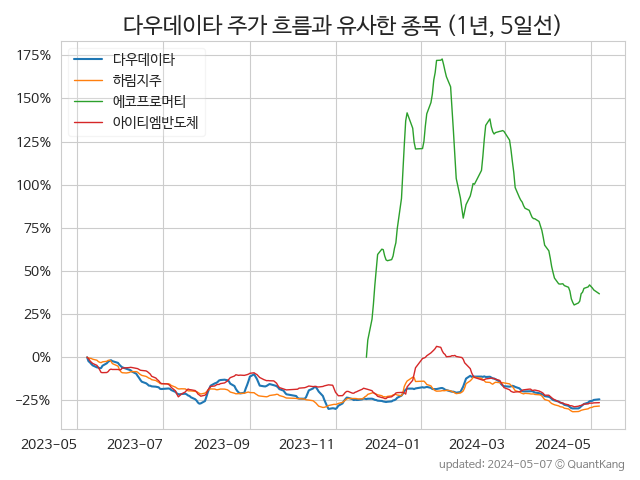 다우데이타 주가 흐름과 유사한 종목 (1년, 5일선)
다우데이타
하림지주
에코프로머티
아이티엠반도체
175%
150%
125%
100%
75%
50%
25%
0%
−25%
2023−05 2023−07 2023−09 2023−11 2024−01 2024−03 2024−05
updated: 2024-05-07 © QuantKang